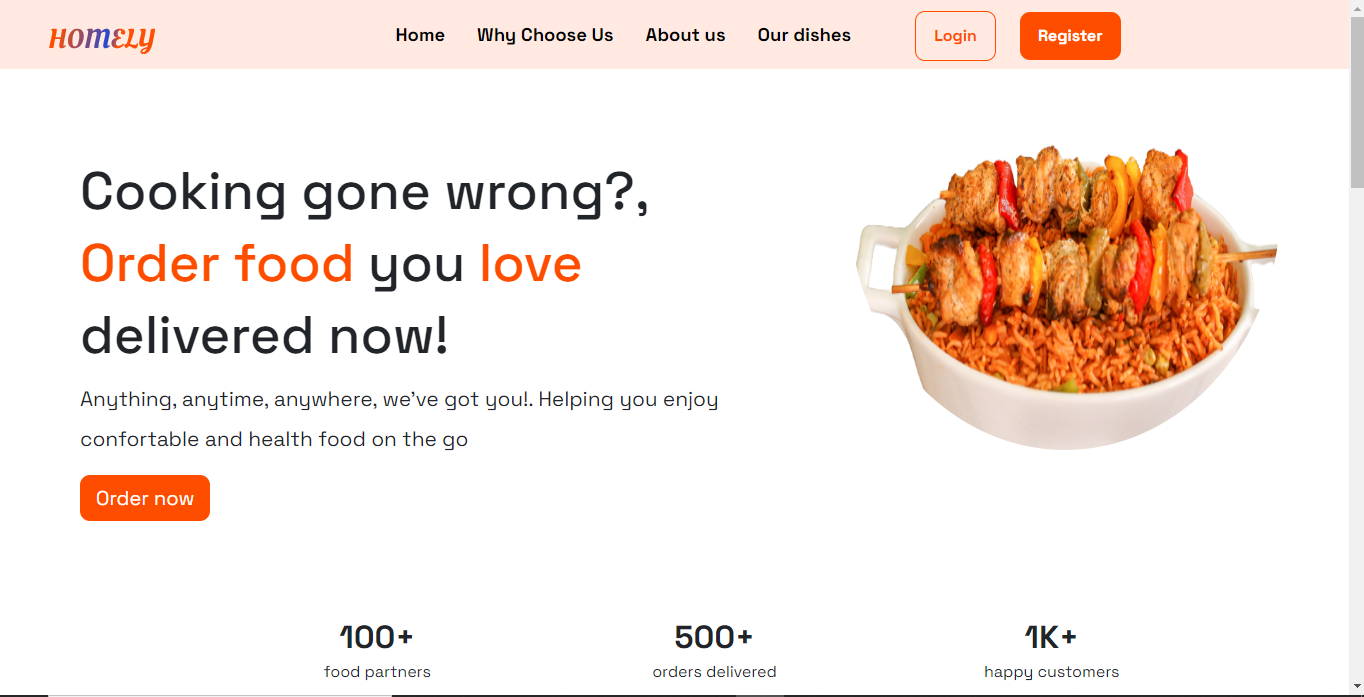 HOMELY Home Why Choose Us About us Our dishes Login Register
Cooking gone wrong?,
Order food you love
delivered now!
Anything, anytime, anywhere, we've got you!. Helping you enjoy
confortable and health food on the go
Order now
100+ 500+ 1K+
food partners orders delivered happy customers